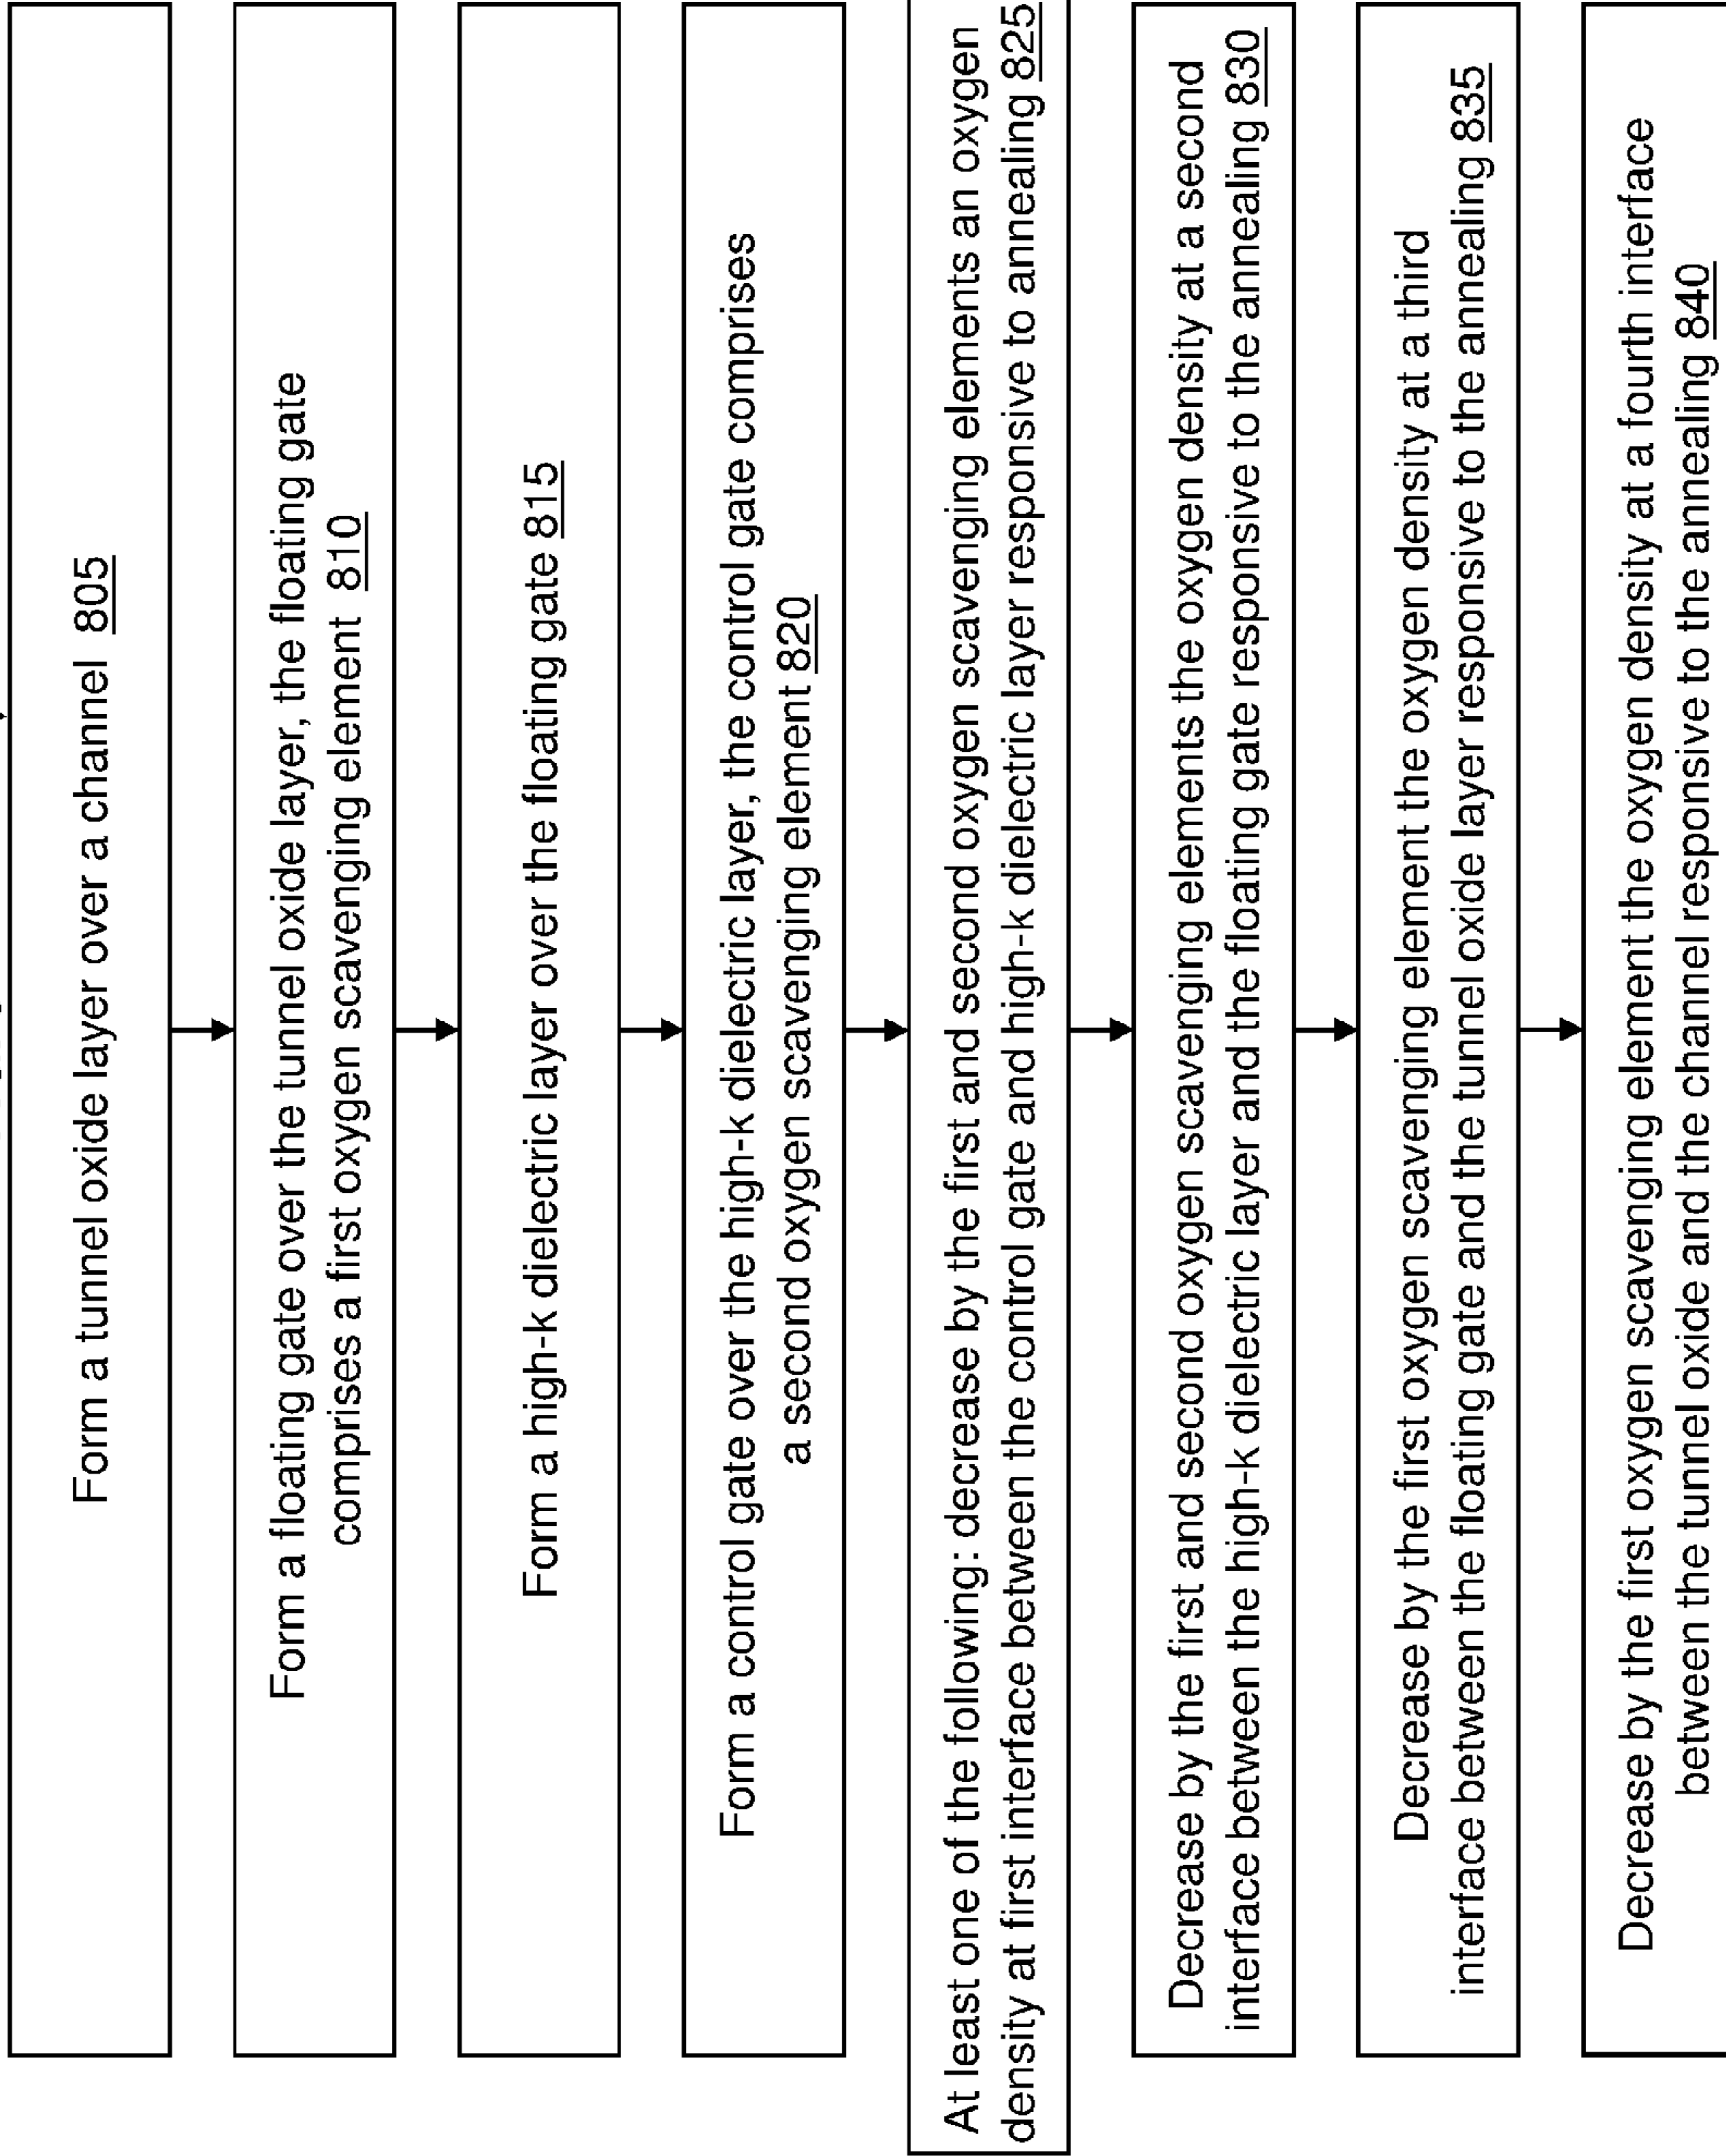 Form a tunnel oxide layer over a channel 805
Form a floating gate over the tunnel oxide layer, the floating gate
comprises a first oxygen scavenging element 810
Form a high-k dielectric layer over the floating gate 815
Form a control gate over the high-k dielectric layer, the control gate comprises
a second oxygen scavenging element 820
At least one of the following: decrease by the first and second oxygen scavenging elements an oxygen
density at first interface between the control gate and high-k dielectric layer responsive to annealing 825
Decrease by the first and second oxygen scavenging elements the oxygen density at a second
interface between the high-k dielectric layer and the floating gate responsive to the annealing 830
Decrease by the first oxygen scavenging element the oxygen density at a third
interface between the floating gate and the tunnel oxide layer responsive to the annealing 835
Decrease by the first oxygen scavenging element the oxygen density at a fourth interface
between the tunnel oxide and the channel responsive to the annealing 840